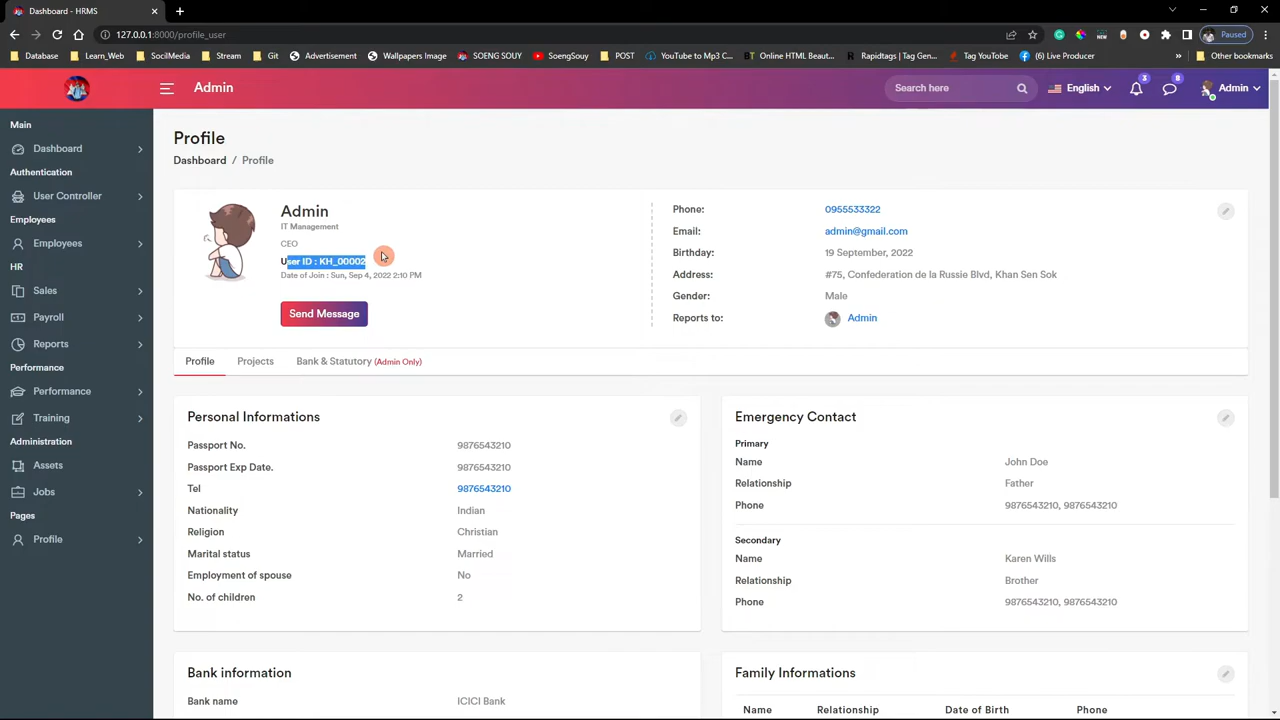 Dashboard - HRMS
127.0.0.1:8000/profile_user
Paused
Database
Learn_Web
SocilMedia
Stream
Git
Advertisement
Wallpapers Image
SOENG SOUY
SoengSouy
POST
YouTube to Mp3 C...
Online HTML Beaut...
Rapidtags | Tag Gen...
Tag YouTube
(6) Live Producer
»
Other bookmarks
Admin
Search here
English
3
8
Admin
Main
Dashboard
Authentication
User Controller
Employees
Employees
HR
Sales
Payroll
Reports
Performance
Performance
Training
Administration
Assets
Jobs
Pages
Profile
Profile
Dashboard / Profile
Admin
IT Management
CEO
User ID : KH_00002
Date of Join : Sun, Sep 4, 2022 2:10 PM
Send Message
Phone: 0955533322
Email: admin@gmail.com
Birthday: 19 September, 2022
Address: #75, Confederation de la Russie Blvd, Khan Sen Sok
Gender: Male
Reports to: Admin
Profile Projects Bank & Statutory (Admin Only)
Personal Informations
Passport No. 9876543210
Passport Exp Date. 9876543210
Tel 9876543210
Nationality Indian
Religion Christian
Marital status Married
Employment of spouse No
No. of children 2
Emergency Contact
Primary
Name John Doe
Relationship Father
Phone 9876543210, 9876543210
Secondary
Name Karen Wills
Relationship Brother
Phone 9876543210, 9876543210
Bank information
Bank name ICICI Bank
Family Informations
Name Relationship Date of Birth Phone